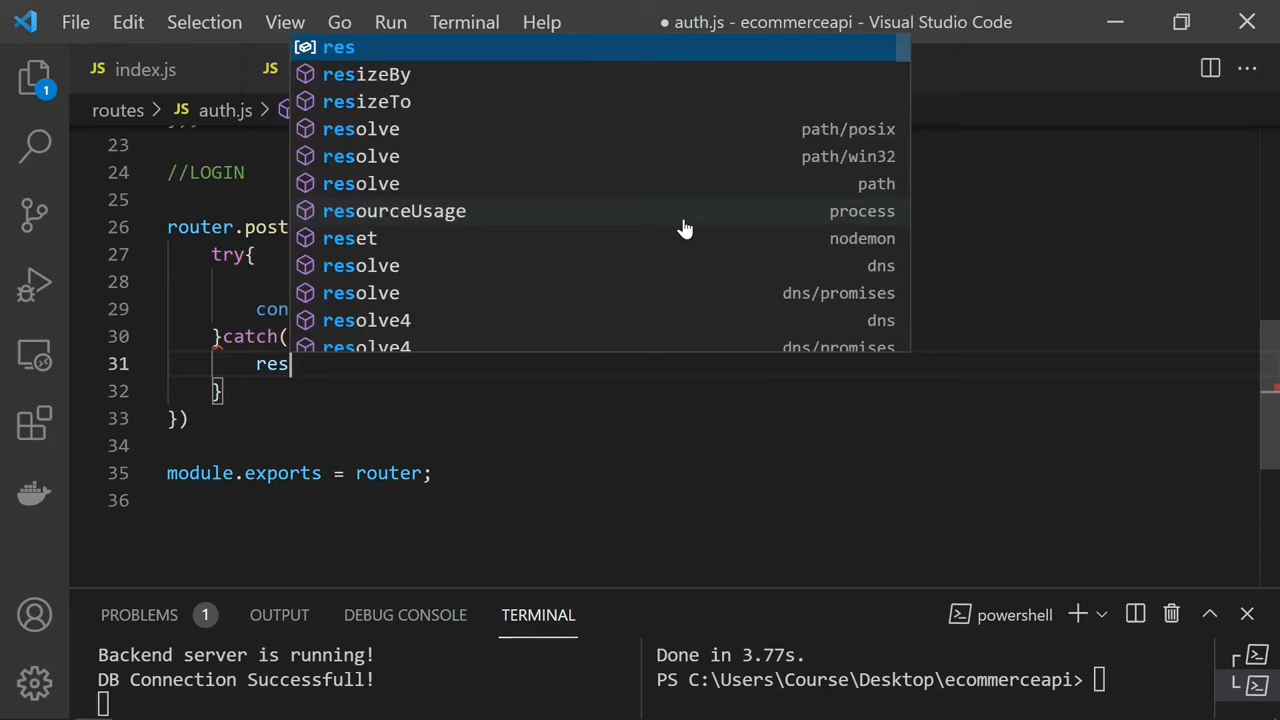 File Edit Selection View Go Run Terminal Help ● auth.js - ecommerceapi - Visual Studio Code
JS index.js JS
1
routes > JS auth.js >
res
resizeBy
resizeTo
resolve path/posix
resolve path/win32
resolve path
resourceUsage process
reset nodemon
resolve dns
resolve dns/promises
resolve4 dns
resolve4 dns/promises
23
24 //LOGIN
25
26 router.post
27 try{
28
29 con
30 }catch(
31 res
32 }
33 })
34
35 module.exports = router;
36
PROBLEMS 1 OUTPUT DEBUG CONSOLE TERMINAL powershell
Backend server is running!
DB Connection Successfull!
Done in 3.77s.
PS C:\Users\Course\Desktop\ecommerceapi>